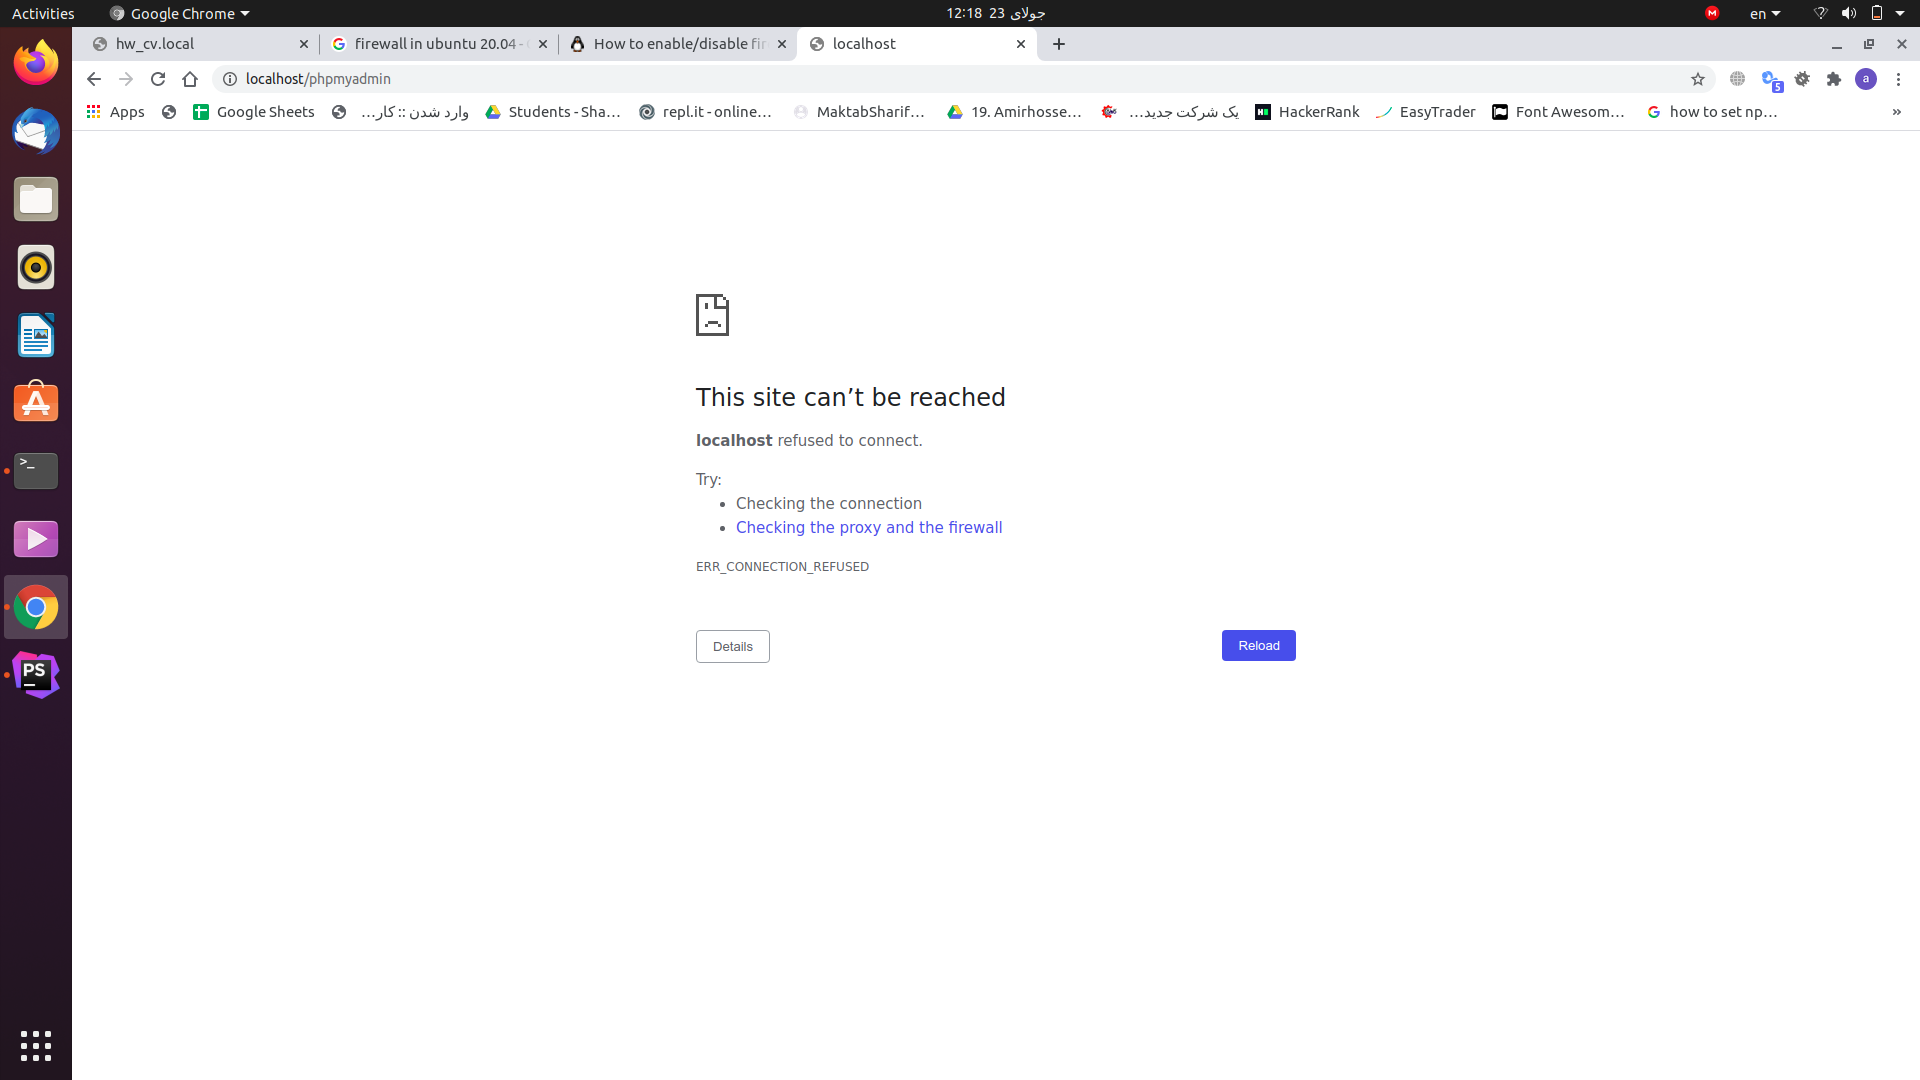 Activities
Google Chrome
12:18 23 جولای
en
hw_cv.local
firewall in ubuntu 20.04 -
How to enable/disable fir
localhost
localhost/phpmyadmin
5
a
Apps
Google Sheets
وارد شدن :: کار...
Students - Sha...
repl.it - online...
MaktabSharif...
19. Amirhosse...
یک شرکت جدید...
HackerRank
EasyTrader
Font Awesom...
how to set np...
»
This site can’t be reached
localhost refused to connect.
Try:
• Checking the connection
• Checking the proxy and the firewall
ERR_CONNECTION_REFUSED
Details
Reload
>_
PS